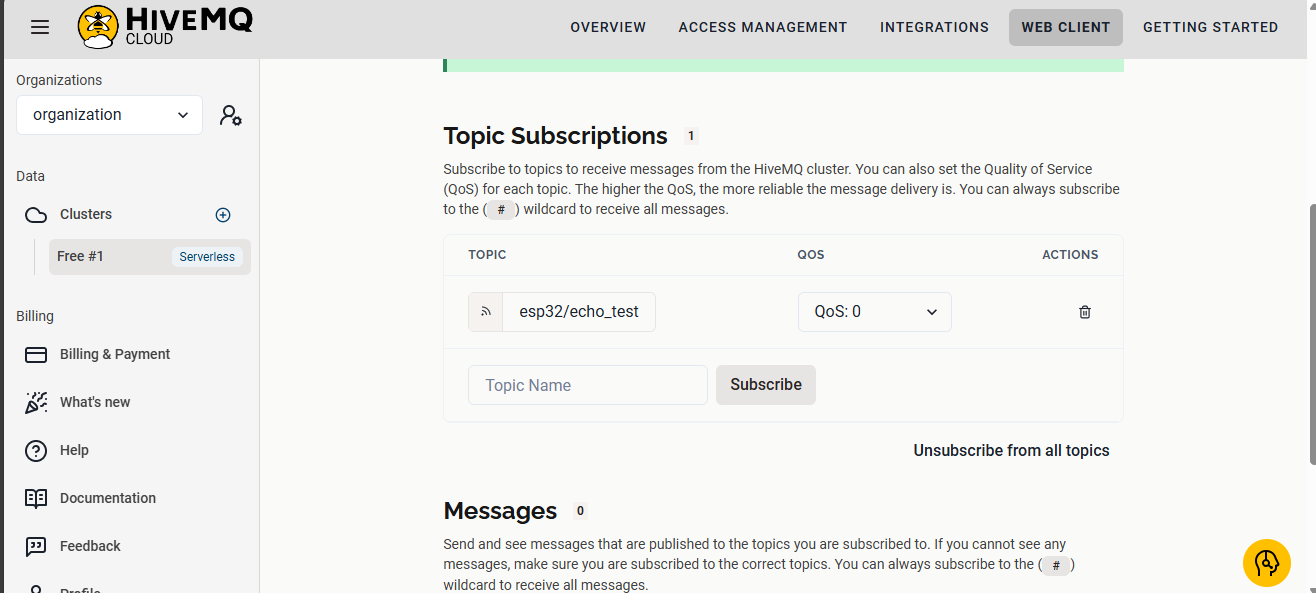 HIVEMQ
CLOUD
OVERVIEW
ACCESS MANAGEMENT
INTEGRATIONS
WEB CLIENT
GETTING STARTED
Organizations
organization
Data
Clusters
Free #1
Serverless
Billing
Billing & Payment
What's new
Help
Documentation
Feedback
Profile
Topic Subscriptions 1
Subscribe to topics to receive messages from the HiveMQ cluster. You can also set the Quality of Service
(QoS) for each topic. The higher the QoS, the more reliable the message delivery is. You can always subscribe
to the ( # ) wildcard to receive all messages.
TOPIC QOS ACTIONS
esp32/echo_test QoS: 0
Topic Name Subscribe
Unsubscribe from all topics
Messages 0
Send and see messages that are published to the topics you are subscribed to. If you cannot see any
messages, make sure you are subscribed to the correct topics. You can always subscribe to the ( # )
wildcard to receive all messages.